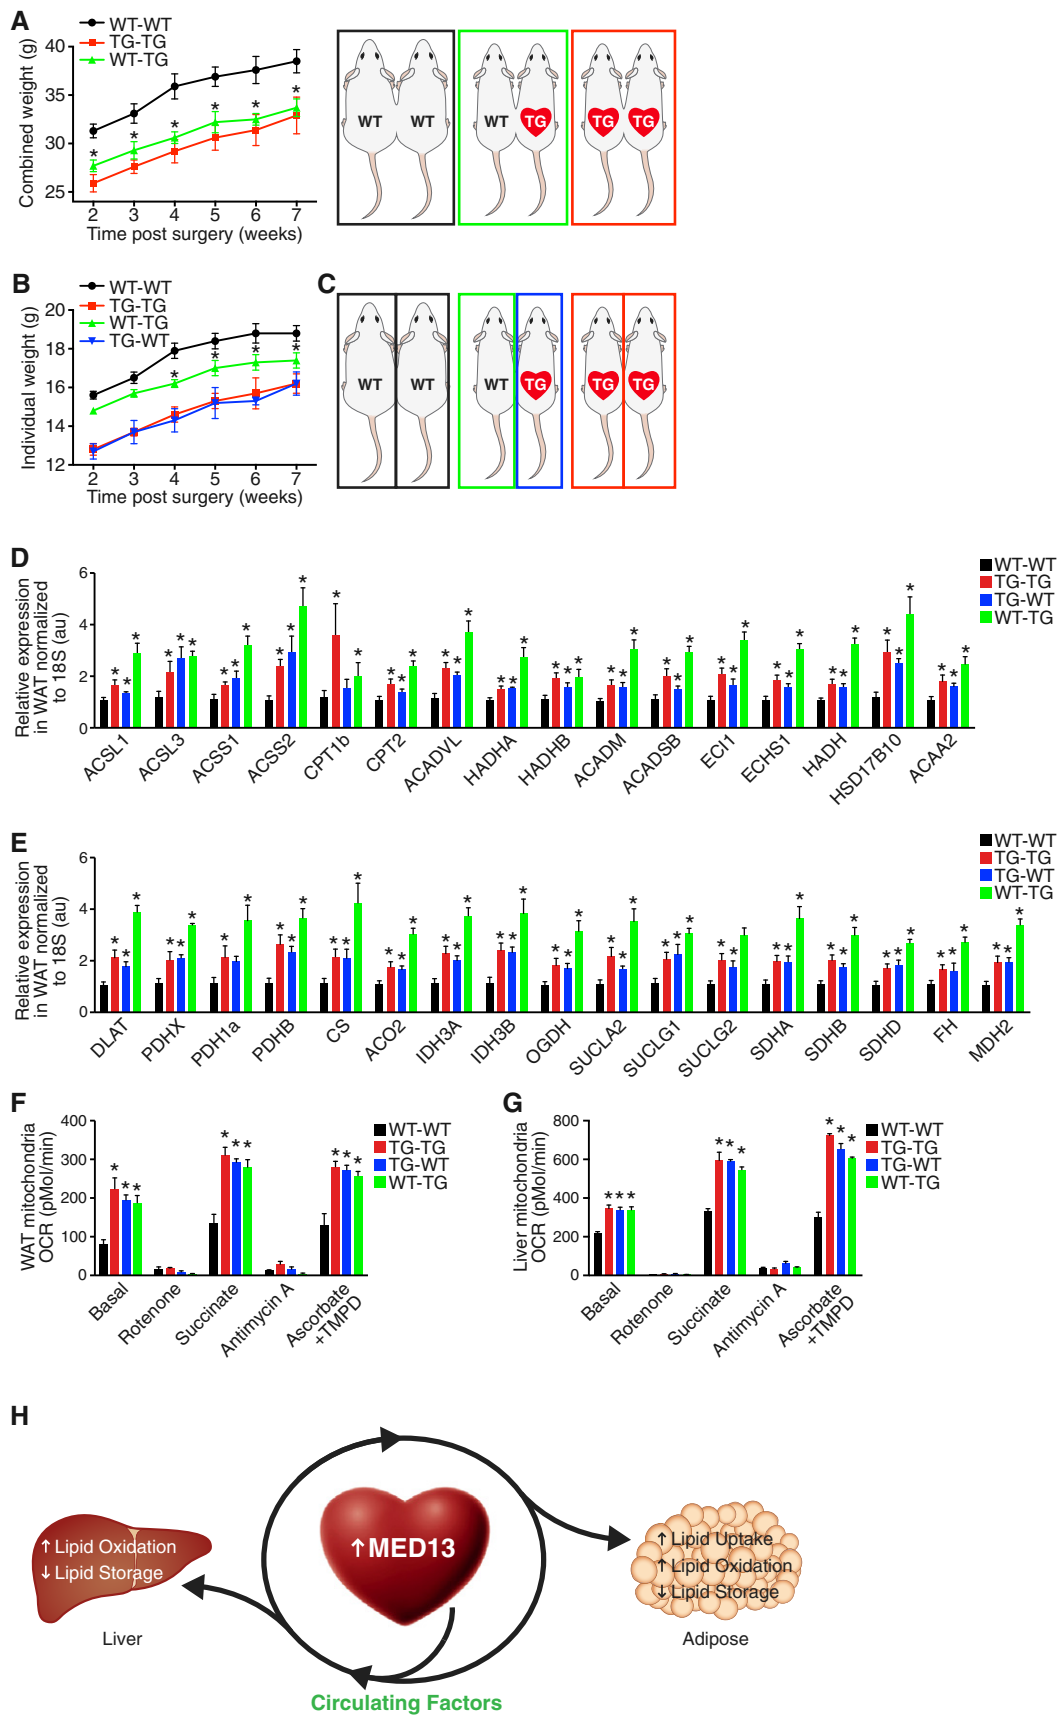 A
WT-WT
TG-TG
WT-TG
Combined weight (g)
40
35
30
25
* * * * * *
2 3 4 5 6 7
Time post surgery (weeks)
WT WT
WT TG
TG TG
B
WT-WT
TG-TG
WT-TG
TG-WT
Individual weight (g)
20
18
16
14
12
* * * *
2 3 4 5 6 7
Time post surgery (weeks)
C
WT WT
WT TG
TG TG
D
Relative expression
in WAT normalized
to 18S (au)
6
4
2
0
WT-WT
TG-TG
TG-WT
WT-TG
ACSL1 ACSL3 ACSS1 ACSS2 CPT1b CPT2 ACADVL HADHA HADHB ACADM ACADSB ECI1 ECHS1 HADH HSD17B10 ACAA2
E
Relative expression
in WAT normalized
to 18S (au)
6
4
2
0
WT-WT
TG-TG
TG-WT
WT-TG
DLAT PDHX PDH1a PDHB CS ACO2 IDH3A IDH3B OGDH SUCLA2 SUCLG1 SUCLG2 SDHA SDHB SDHD FH MDH2
F
WAT mitochondria
OCR (pMol/min)
400
300
200
100
0
WT-WT
TG-TG
TG-WT
WT-TG
Basal Rotenone Succinate Antimycin A Ascorbate
+TMPD
G
Liver mitochondria
OCR (pMol/min)
800
600
400
200
0
WT-WT
TG-TG
TG-WT
WT-TG
Basal Rotenone Succinate Antimycin A Ascorbate
+TMPD
H
↑Lipid Oxidation
↓Lipid Storage
Liver
↑MED13
↑Lipid Uptake
↑Lipid Oxidation
↓Lipid Storage
Adipose
Circulating Factors